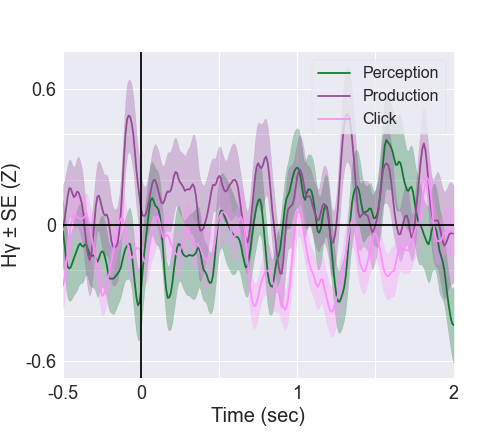 Perception
Production
Click
Hγ ± SE (Z)
0.6
0
-0.6
-0.5
0
1
2
Time (sec)